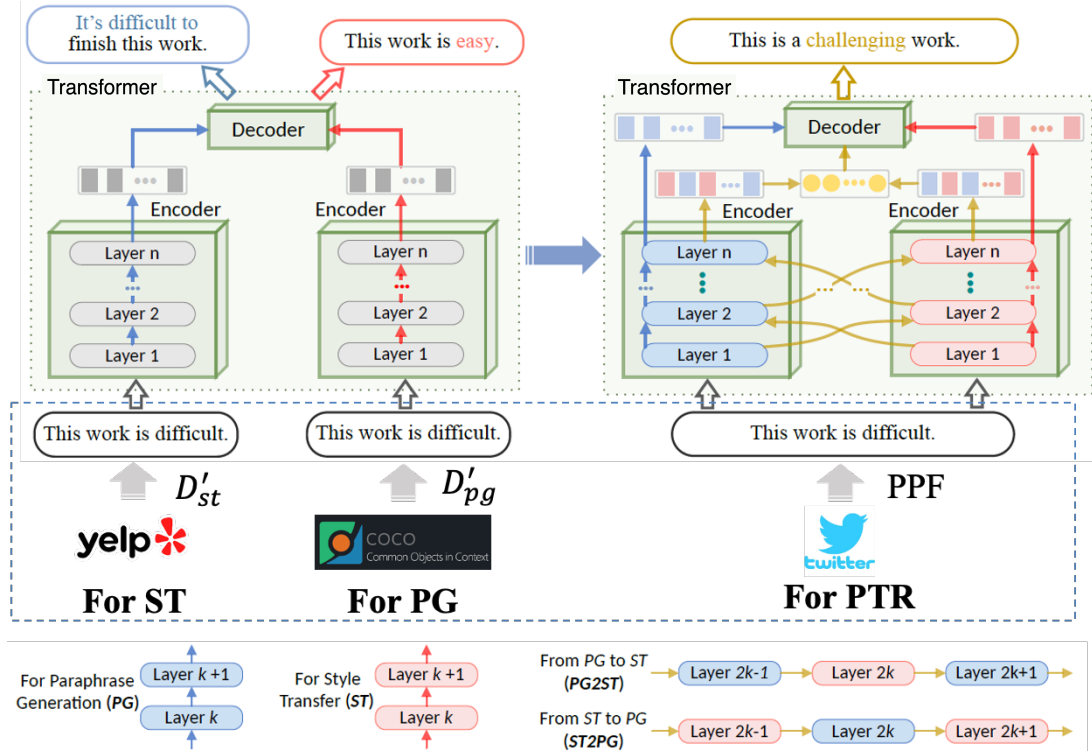 It's difficult to
finish this work.
This work is easy.
This is a challenging work.
Transformer
Transformer
Decoder
Decoder
Encoder
Encoder
Encoder
Encoder
Layer n
Layer n
Layer n
Layer n
Layer 2
Layer 2
Layer 2
Layer 2
Layer 1
Layer 1
Layer 1
Layer 1
This work is difficult.
This work is difficult.
This work is difficult.
D'st
D'pg
PPF
yelp
COCO
Common Objects in Context
twitter
For ST
For PG
For PTR
For Paraphrase
Generation (PG)
Layer k+1
Layer k
For Style
Transfer (ST)
Layer k+1
Layer k
From PG to ST
(PG2ST)
Layer 2k-1
Layer 2k
Layer 2k+1
From ST to PG
(ST2PG)
Layer 2k-1
Layer 2k
Layer 2k+1